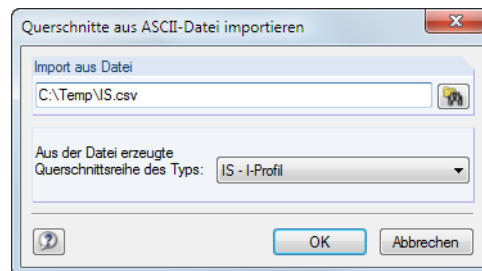 Querschnitte aus ASCII-Datei importieren
Import aus Datei
C:\Temp\IS.csv
Aus der Datei erzeugte
Querschnittsreihe des Typs: IS - I-Profil
OK Abbrechen